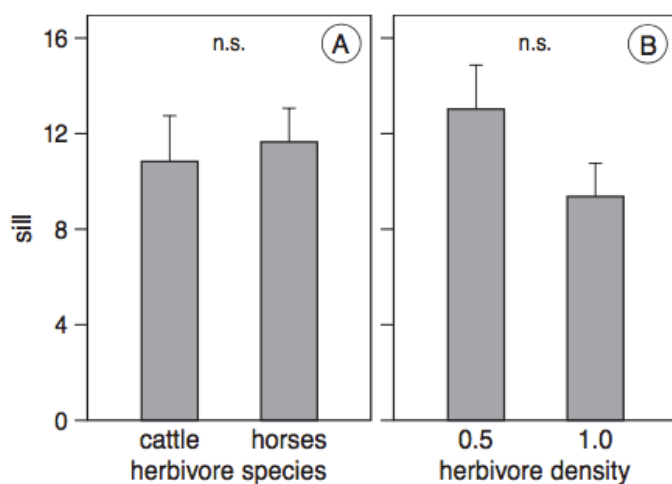 16
12
8
4
0
sill
n.s.
A
cattle
horses
herbivore species
n.s.
B
0.5
1.0
herbivore density